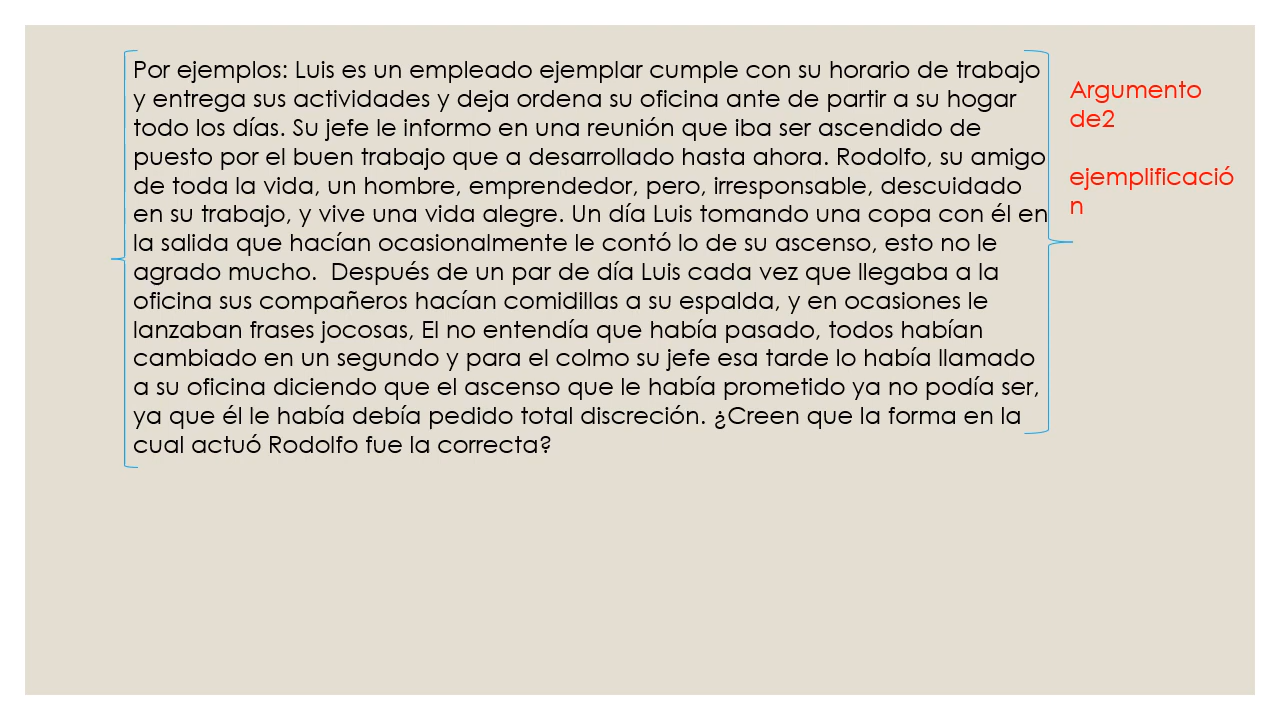 Por ejemplos: Luis es un empleado ejemplar cumple con su horario de trabajo
y entrega sus actividades y deja ordena su oficina ante de partir a su hogar
todo los días. Su jefe le informo en una reunión que iba ser ascendido de
puesto por el buen trabajo que a desarrollado hasta ahora. Rodolfo, su amigo
de toda la vida, un hombre, emprendedor, pero, irresponsable, descuidado
en su trabajo, y vive una vida alegre. Un día Luis tomando una copa con él en
la salida que hacían ocasionalmente le contó lo de su ascenso, esto no le
agrado mucho.  Después de un par de día Luis cada vez que llegaba a la
oficina sus compañeros hacían comidillas a su espalda, y en ocasiones le
lanzaban frases jocosas, El no entendía que había pasado, todos habían
cambiado en un segundo y para el colmo su jefe esa tarde lo había llamado
a su oficina diciendo que el ascenso que le había prometido ya no podía ser,
ya que él le había debía pedido total discreción. ¿Creen que la forma en la
cual actuó Rodolfo fue la correcta?
Argumento
de2
ejemplificació
n